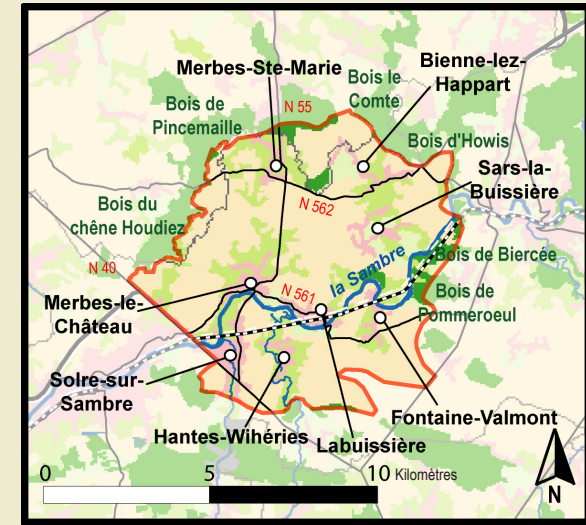 Merbes-Ste-Marie
Bienne-lez-
Happart
Bois le
Comte
N 55
Bois de
Pincemaille
Bois d'Howis
Sars-la-
Buissière
Bois du
chêne Houdiez
N 562
N 40
la Sambre
Bois de Biercée
N 561
Bois de
Pommeroeul
Merbes-le-
Château
Solre-sur-
Sambre
Fontaine-Valmont
Hantes-Wihéries
Labuissière
0 5 10 Kilomètres
N